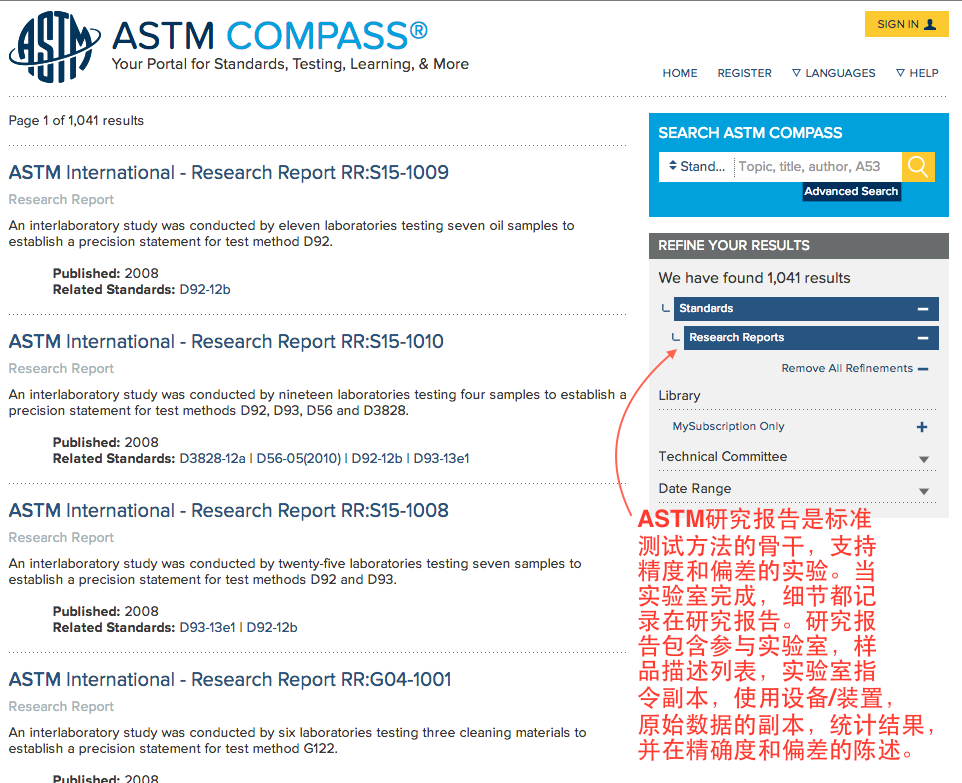 ASTM
ASTM COMPASS®
Your Portal for Standards, Testing, Learning, & More
SIGN IN
HOME REGISTER ▽ LANGUAGES ▽ HELP
Page 1 of 1,041 results
ASTM International - Research Report RR:S15-1009
Research Report
An interlaboratory study was conducted by eleven laboratories testing seven oil samples to
establish a precision statement for test method D92.
Published: 2008
Related Standards: D92-12b
ASTM International - Research Report RR:S15-1010
Research Report
An interlaboratory study was conducted by nineteen laboratories testing four samples to establish a
precision statement for test methods D92, D93, D56 and D3828.
Published: 2008
Related Standards: D3828-12a | D56-05(2010) | D92-12b | D93-13e1
ASTM International - Research Report RR:S15-1008
Research Report
An interlaboratory study was conducted by twenty-five laboratories testing seven samples to
establish a precision statement for test methods D92 and D93.
Published: 2008
Related Standards: D93-13e1 | D92-12b
ASTM International - Research Report RR:G04-1001
Research Report
An interlaboratory study was conducted by six laboratories testing three cleaning materials to
establish a precision statement for test method G122.
Published: 2008
SEARCH ASTM COMPASS
Stand... Topic, title, author, A53
Advanced Search
REFINE YOUR RESULTS
We have found 1,041 results
Standards
Research Reports
Remove All Refinements
Library
MySubscription Only
Technical Committee
Date Range
ASTM研究报告是标准
测试方法的骨干，支持
精度和偏差的实验。当
实验室完成，细节都记
录在研究报告。研究报
告包含参与实验室，样
品描述列表，实验室指
令副本，使用设备/装置，
原始数据的副本，统计结果，
并在精确度和偏差的陈述。